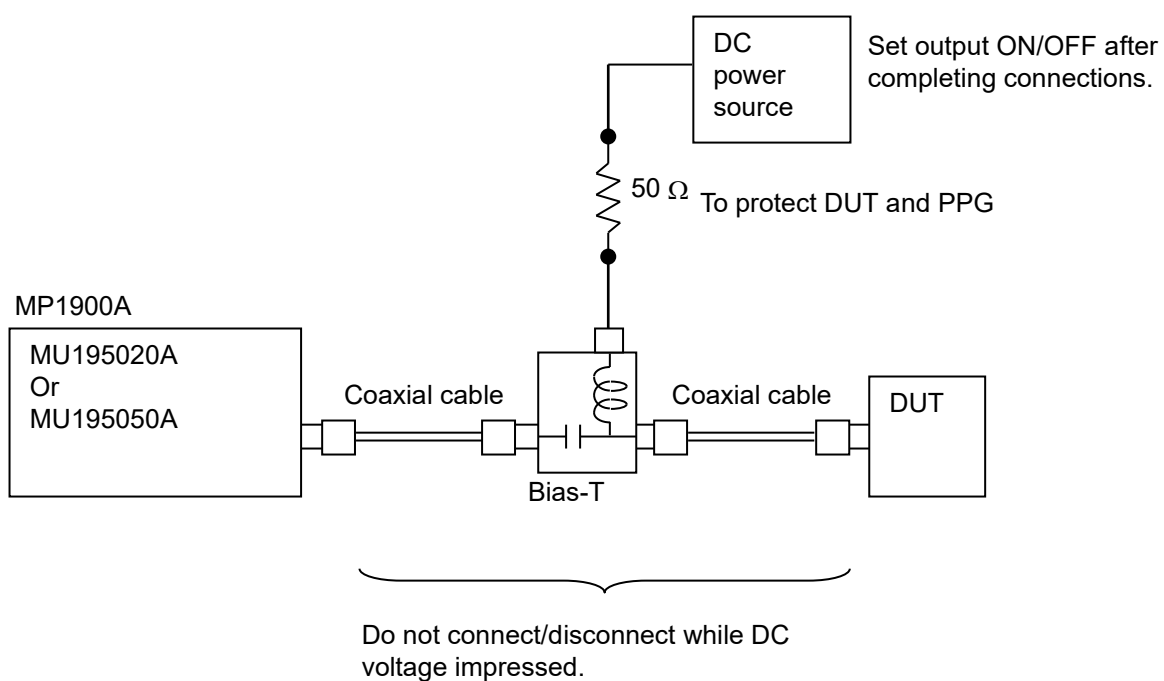 DC
power
source
Set output ON/OFF after
completing connections.
50 Ω
To protect DUT and PPG
MP1900A
MU195020A
Or
MU195050A
Coaxial cable
Coaxial cable
DUT
Bias-T
Do not connect/disconnect while DC
voltage impressed.